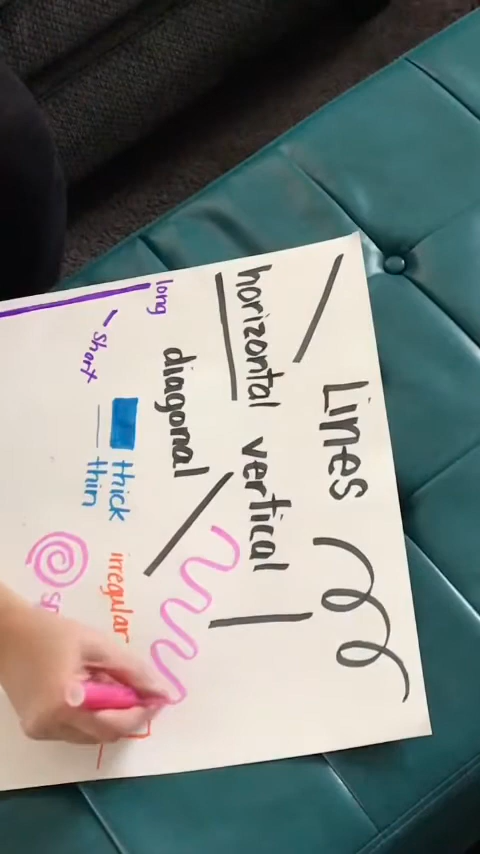 Lines
horizontal vertical
diagonal
long
short
thick
thin
irregular